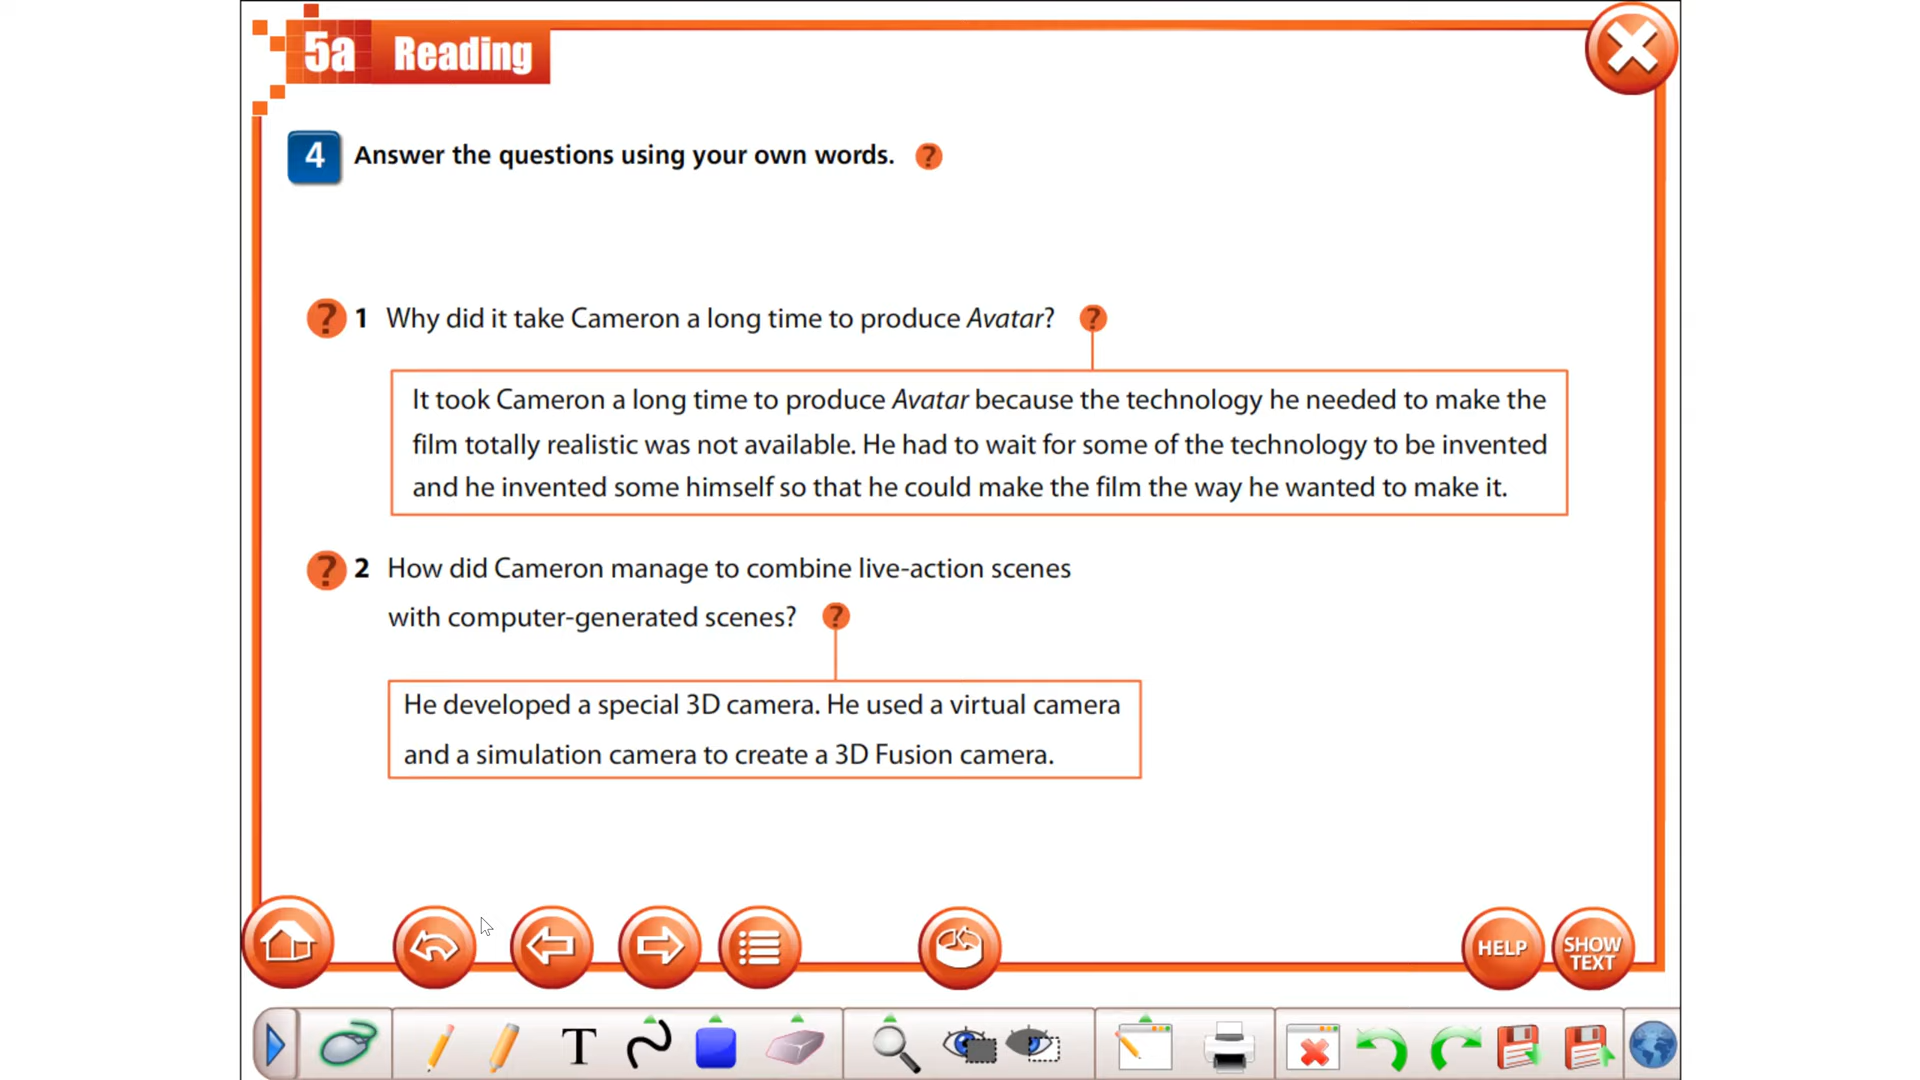 5a Reading
4 Answer the questions using your own words. ?
? 1 Why did it take Cameron a long time to produce Avatar? ?
It took Cameron a long time to produce Avatar because the technology he needed to make the
film totally realistic was not available. He had to wait for some of the technology to be invented
and he invented some himself so that he could make the film the way he wanted to make it.
? 2 How did Cameron manage to combine live-action scenes
with computer-generated scenes? ?
He developed a special 3D camera. He used a virtual camera
and a simulation camera to create a 3D Fusion camera.
HELP
SHOW
TEXT
T